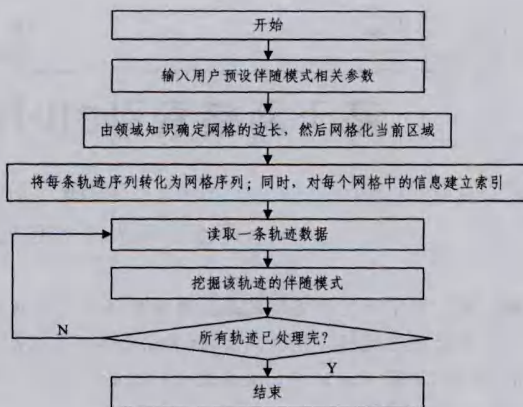 开始
输入用户预设伴随模式相关参数
由领域知识确定网格的边长，然后网格化当前区域
将每条轨迹序列转化为网格序列；同时，对每个网格中的信息建立索引
读取一条轨迹数据
挖掘该轨迹的伴随模式
N
所有轨迹已处理完?
Y
结束